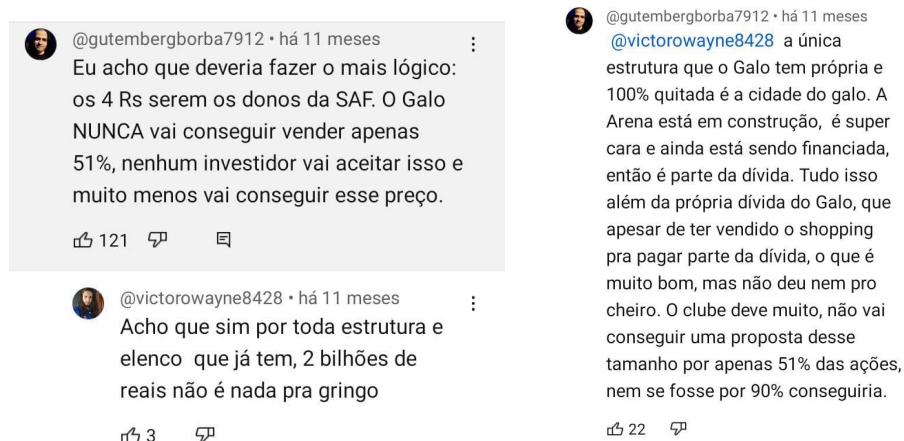 @gutembergborba7912 • há 11 meses
Eu acho que deveria fazer o mais lógico:
os 4 Rs serem os donos da SAF. O Galo
NUNCA vai conseguir vender apenas
51%, nenhum investidor vai aceitar isso e
muito menos vai conseguir esse preço.
121
@victorowayne8428 • há 11 meses
Acho que sim por toda estrutura e
elenco que já tem, 2 bilhões de
reais não é nada pra gringo
3
@gutembergborba7912 • há 11 meses
@victorowayne8428 a única
estrutura que o Galo tem própria e
100% quitada é a cidade do galo. A
Arena está em construção, é super
cara e ainda está sendo financiada,
então é parte da dívida. Tudo isso
além da própria dívida do Galo, que
apesar de ter vendido o shopping
pra pagar parte da dívida, o que é
muito bom, mas não deu nem pro
cheiro. O clube deve muito, não vai
conseguir uma proposta desse
tamanho por apenas 51% das ações,
nem se fosse por 90% conseguiria.
22